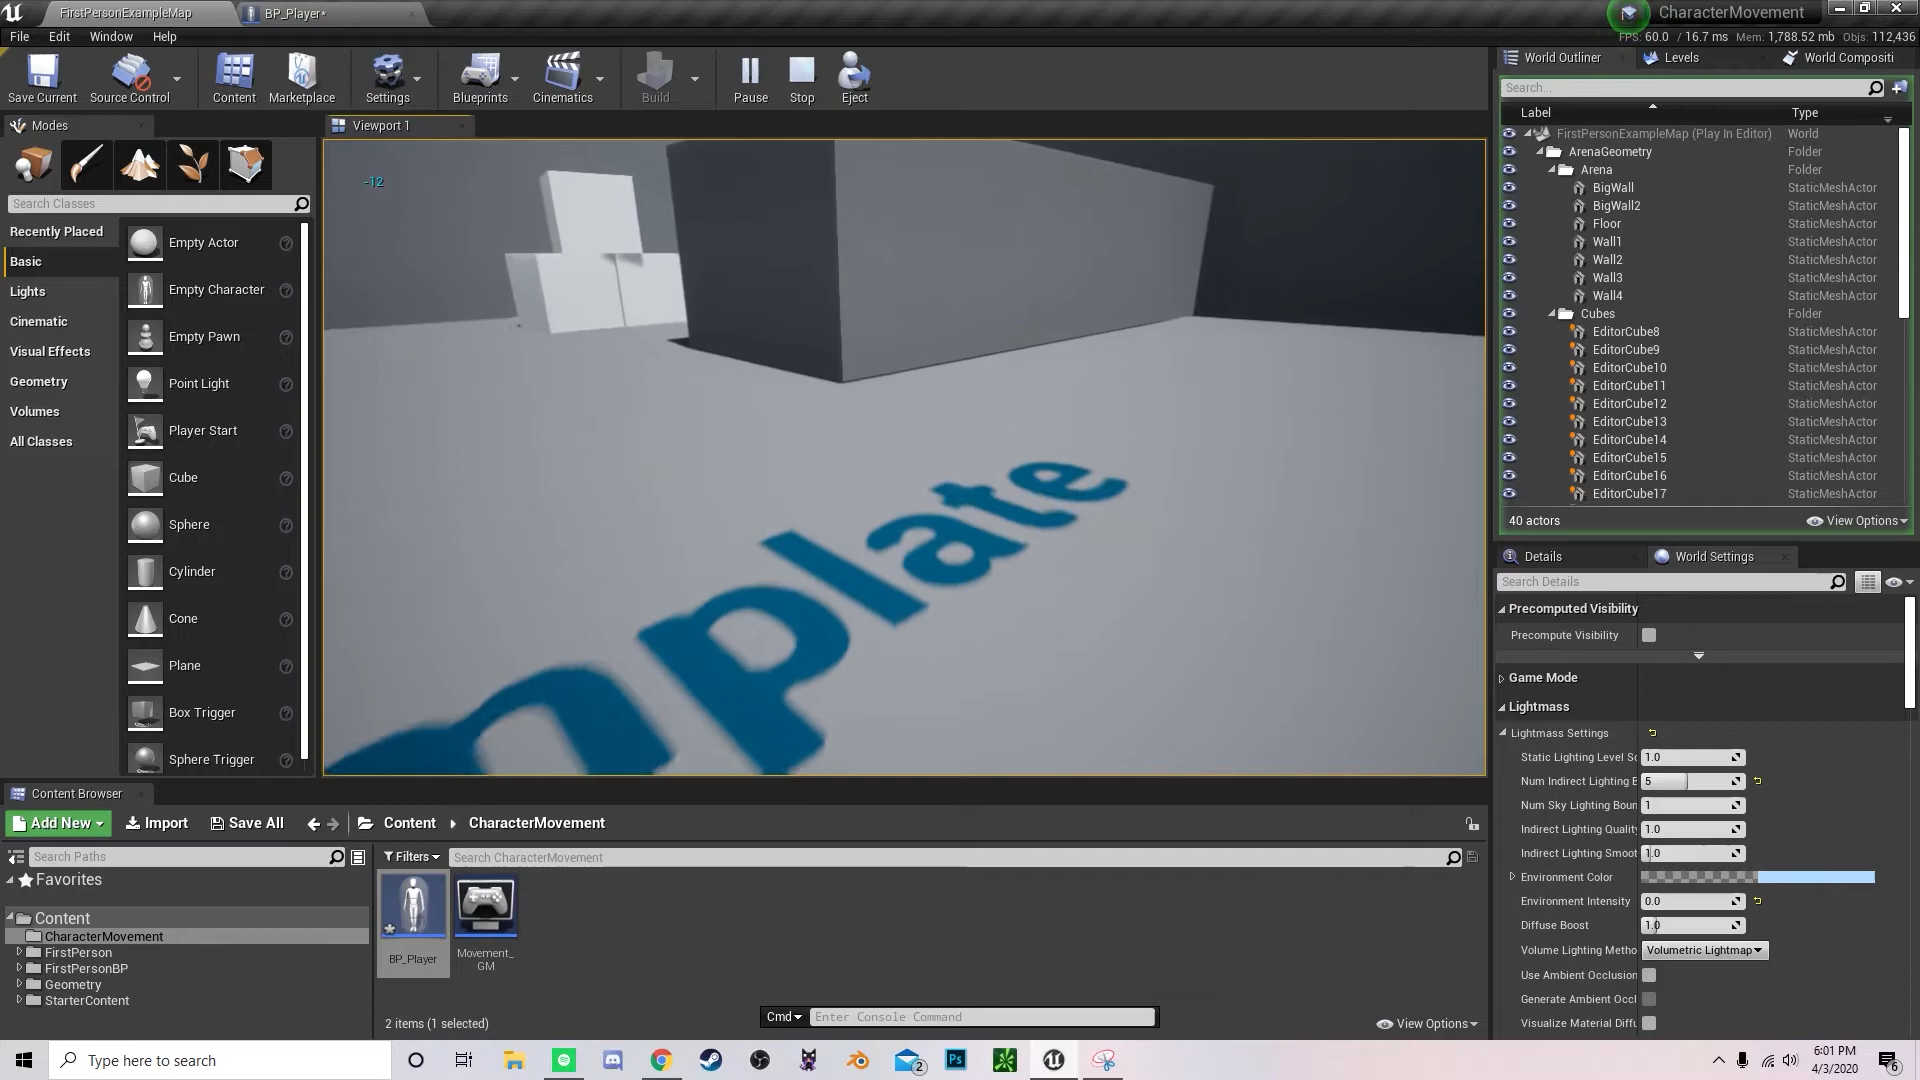 FirstPersonExampleMap
BP_Player*
CharacterMovement
File Edit Window Help
FPS: 60.0 / 16.7 ms Mem: 1,788.52 mb Objs: 112,436
Save Current
Source Control
Content
Marketplace
Settings
Blueprints
Cinematics
Build
Pause
Stop
Eject
Modes
Search Classes
Recently Placed
Basic
Lights
Cinematic
Visual Effects
Geometry
Volumes
All Classes
Empty Actor
Empty Character
Empty Pawn
Point Light
Player Start
Cube
Sphere
Cylinder
Cone
Plane
Box Trigger
Sphere Trigger
Viewport 1
-12
mplate
World Outliner
Levels
World Compositi
Search...
Label Type
FirstPersonExampleMap (Play In Editor) World
ArenaGeometry Folder
Arena Folder
BigWall StaticMeshActor
BigWall2 StaticMeshActor
Floor StaticMeshActor
Wall1 StaticMeshActor
Wall2 StaticMeshActor
Wall3 StaticMeshActor
Wall4 StaticMeshActor
Cubes Folder
EditorCube8 StaticMeshActor
EditorCube9 StaticMeshActor
EditorCube10 StaticMeshActor
EditorCube11 StaticMeshActor
EditorCube12 StaticMeshActor
EditorCube13 StaticMeshActor
EditorCube14 StaticMeshActor
EditorCube15 StaticMeshActor
EditorCube16 StaticMeshActor
EditorCube17 StaticMeshActor
40 actors View Options
Details
World Settings
Search Details
Precomputed Visibility
Precompute Visibility
Game Mode
Lightmass
Lightmass Settings
Static Lighting Level Sc 1.0
Num Indirect Lighting B 5
Num Sky Lighting Boun 1
Indirect Lighting Quality 1.0
Indirect Lighting Smoot 1.0
Environment Color
Environment Intensity 0.0
Diffuse Boost 1.0
Volume Lighting Metho Volumetric Lightmap
Use Ambient Occlusion
Generate Ambient Occl
Visualize Material Diffu
Content Browser
Add New Import Save All Content CharacterMovement
Search Paths
Filters Search CharacterMovement
Favorites
Content
CharacterMovement
FirstPerson
FirstPersonBP
Geometry
StarterContent
BP_Player
Movement_
GM
2 items (1 selected)
Cmd Enter Console Command
View Options
Type here to search
2
Ps
6:01 PM
4/3/2020
6